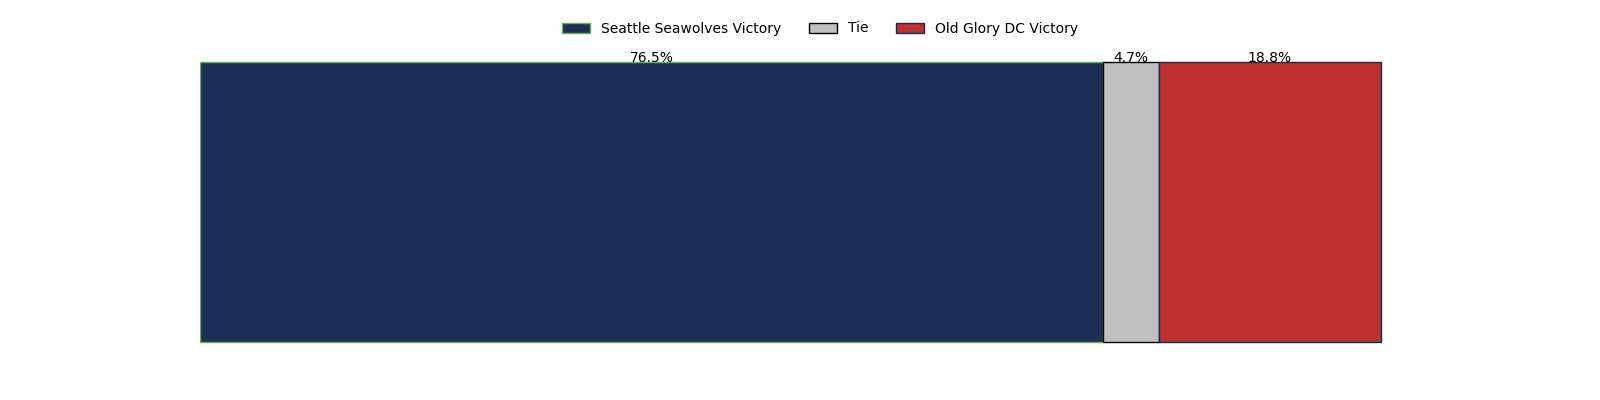 Seattle Seawolves Victory Tie Old Glory DC Victory
76.5% 4.7% 18.8%